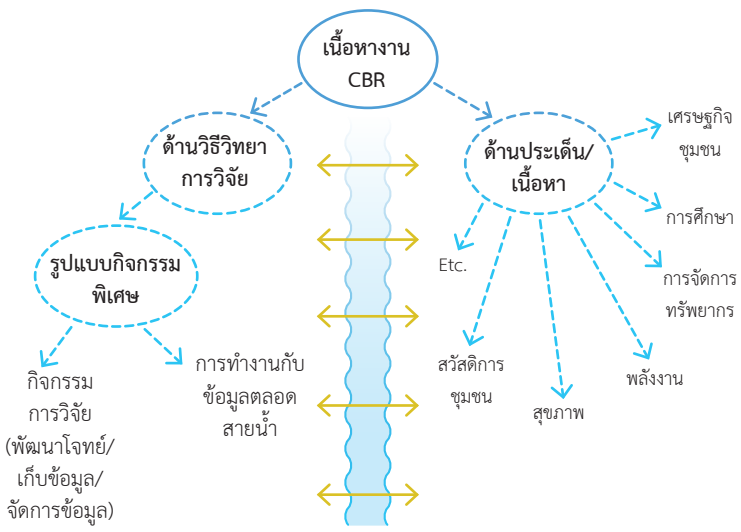 เนื้อหางาน
CBR
ด้านวิธีวิทยา
การวิจัย
ด้านประเด็น/
เนื้อหา
เศรษฐกิจ
ชุมชน
การศึกษา
การจัดการ
ทรัพยากร
พลังงาน
สุขภาพ
สวัสดิการ
ชุมชน
Etc.
รูปแบบกิจกรรม
พิเศษ
กิจกรรม
การวิจัย
(พัฒนาโจทย์/
เก็บข้อมูล/
จัดการข้อมูล)
การทำงานกับ
ข้อมูลตลอด
สายน้ำ